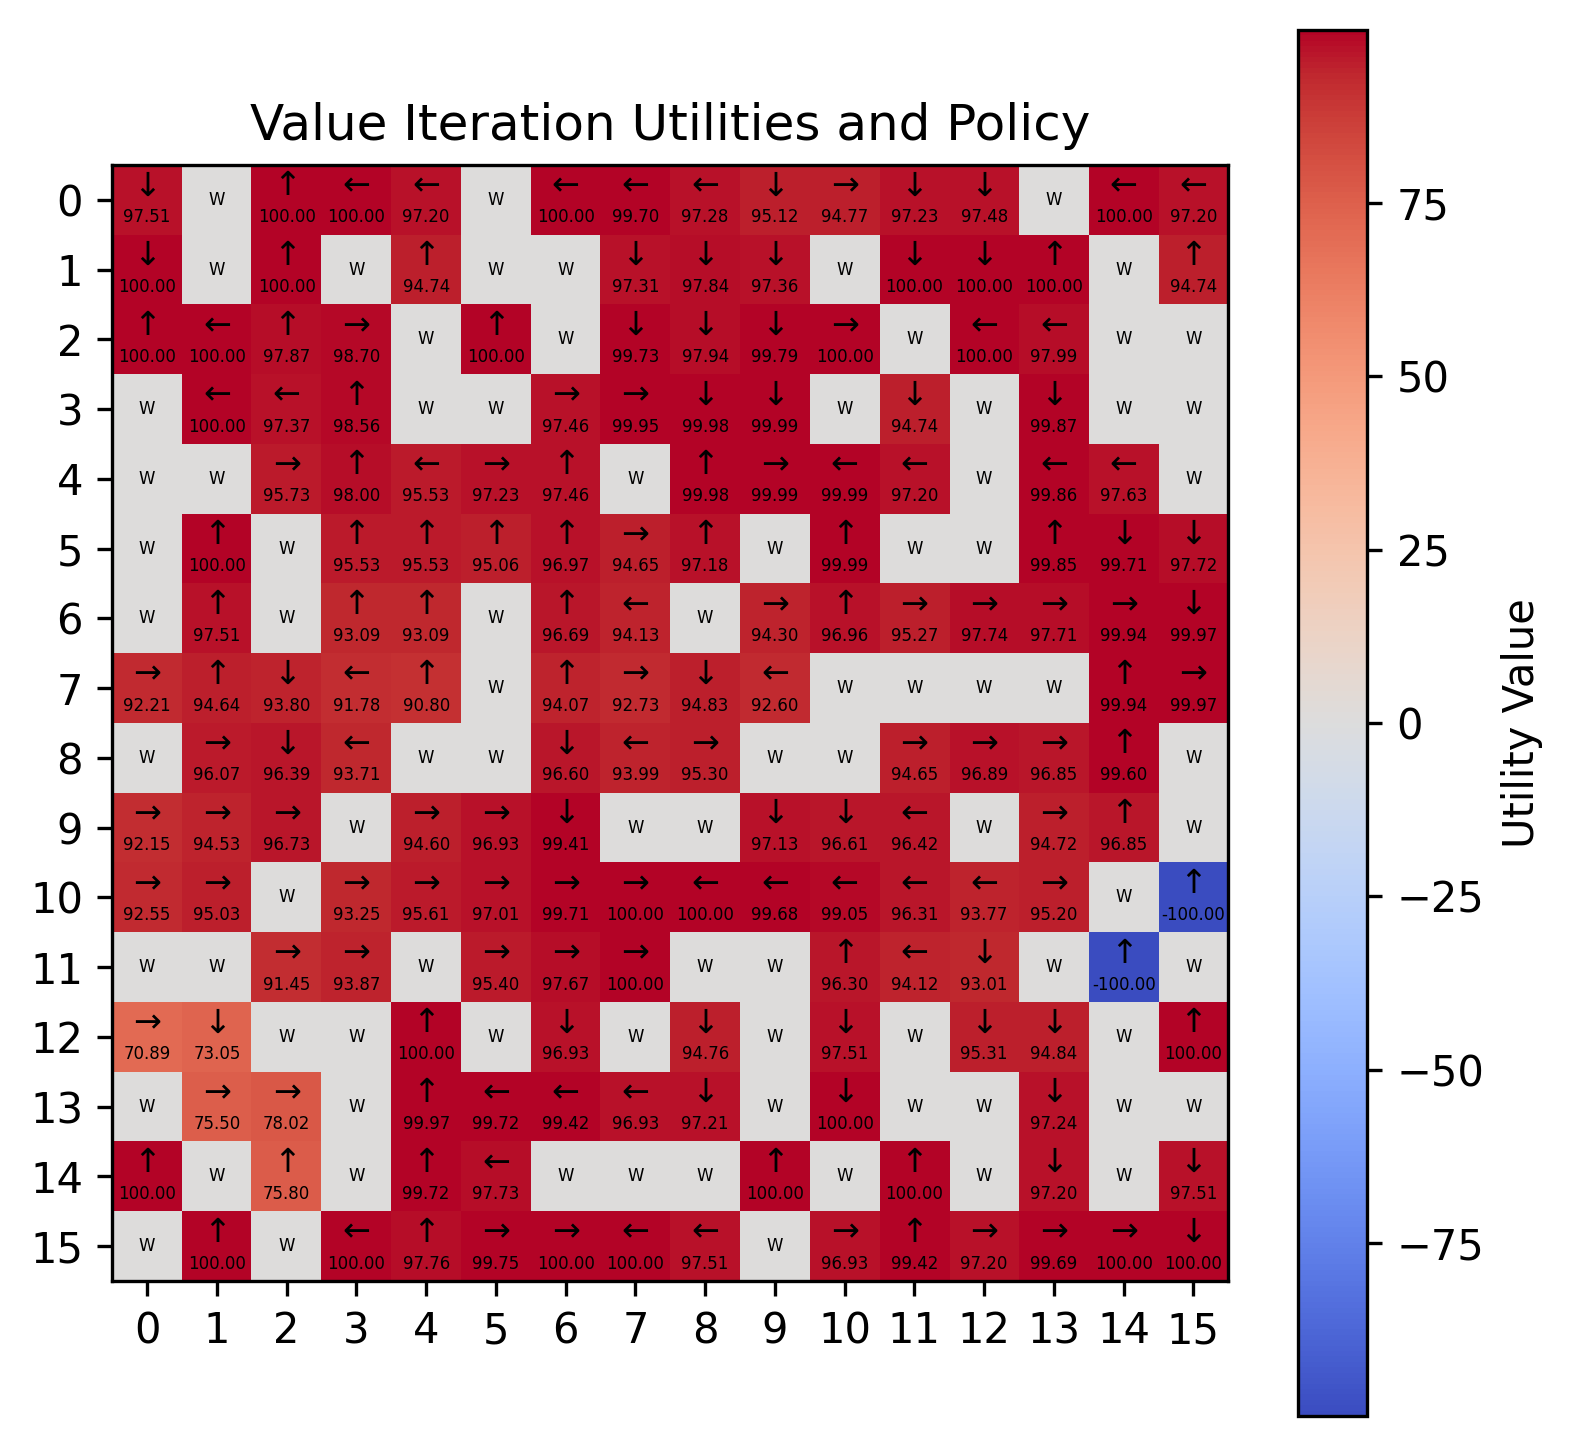 Value Iteration Utilities and Policy
0 ↓ W ↑ ← ← W ← ← ← ↓ → ↓ ↓ W ← ←
97.51 100.00 100.00 97.20 100.00 99.70 97.28 95.12 94.77 97.23 97.48 100.00 97.20
1 ↓ W ↑ W ↑ W W ↓ ↓ ↓ W ↓ ↓ ↑ W ↑
100.00 100.00 94.74 97.31 97.84 97.36 100.00 100.00 100.00 94.74
2 ↑ ← ↑ → W ↑ W ↓ ↓ ↓ → W ← ← W W
100.00 100.00 97.87 98.70 100.00 99.73 97.94 99.79 100.00 100.00 97.99
3 W ← ← ↑ W W → → ↓ ↓ W ↓ W ↓ W W
100.00 97.37 98.56 97.46 99.95 99.98 99.99 94.74 99.87
4 W W → ↑ ← → ↑ W ↑ → ← ← W ← ← W
95.73 98.00 95.53 97.23 97.46 99.98 99.99 99.99 97.20 99.86 97.63
5 W ↑ W ↑ ↑ ↑ ↑ → ↑ W ↑ W W ↑ ↓ ↓
100.00 95.53 95.53 95.06 96.97 94.65 97.18 99.99 99.85 99.71 97.72
6 W ↑ W ↑ ↑ W ↑ ← W → ↑ → → → → ↓
97.51 93.09 93.09 96.69 94.13 94.30 96.96 95.27 97.74 97.71 99.94 99.97
7 → ↑ ↓ ← ↑ W ↑ → ↓ ← W W W W ↑ →
92.21 94.64 93.80 91.78 90.80 94.07 92.73 94.83 92.60 99.94 99.97
8 W → ↓ ← W W ↓ ← → W W → → → ↑ W
96.07 96.39 93.71 96.60 93.99 95.30 94.65 96.89 96.85 99.60
9 → → → W → → ↓ W W ↓ ↓ ← W → ↑ W
92.15 94.53 96.73 94.60 96.93 99.41 97.13 96.61 96.42 94.72 96.85
10 → → W → → → → → ← ← ← ← ← → W ↑
92.55 95.03 93.25 95.61 97.01 99.71 100.00 100.00 99.68 99.05 96.31 93.77 95.20 -100.00
11 W W → → W → → → W W ↑ ← ↓ W ↑ W
91.45 93.87 95.40 97.67 100.00 96.30 94.12 93.01 -100.00
12 → ↓ W W ↑ W ↓ W ↓ W ↓ W ↓ ↓ W ↑
70.89 73.05 100.00 96.93 94.76 97.51 95.31 94.84 100.00
13 W → → W ↑ ← ← ← ↓ W ↓ W W ↓ W W
75.50 78.02 99.97 99.72 99.42 96.93 97.21 100.00 97.24
14 ↑ W ↑ W ↑ ← W W W ↑ W ↑ W ↓ W ↓
100.00 75.80 99.72 97.73 100.00 100.00 97.20 97.51
15 W ↑ W ← ↑ → → ← ← W → ↑ → → → ↓
100.00 100.00 97.76 99.75 100.00 100.00 97.51 96.93 99.42 97.20 99.69 100.00 100.00
0 1 2 3 4 5 6 7 8 9 10 11 12 13 14 15
75
50
25
0
−25
−50
−75
Utility Value